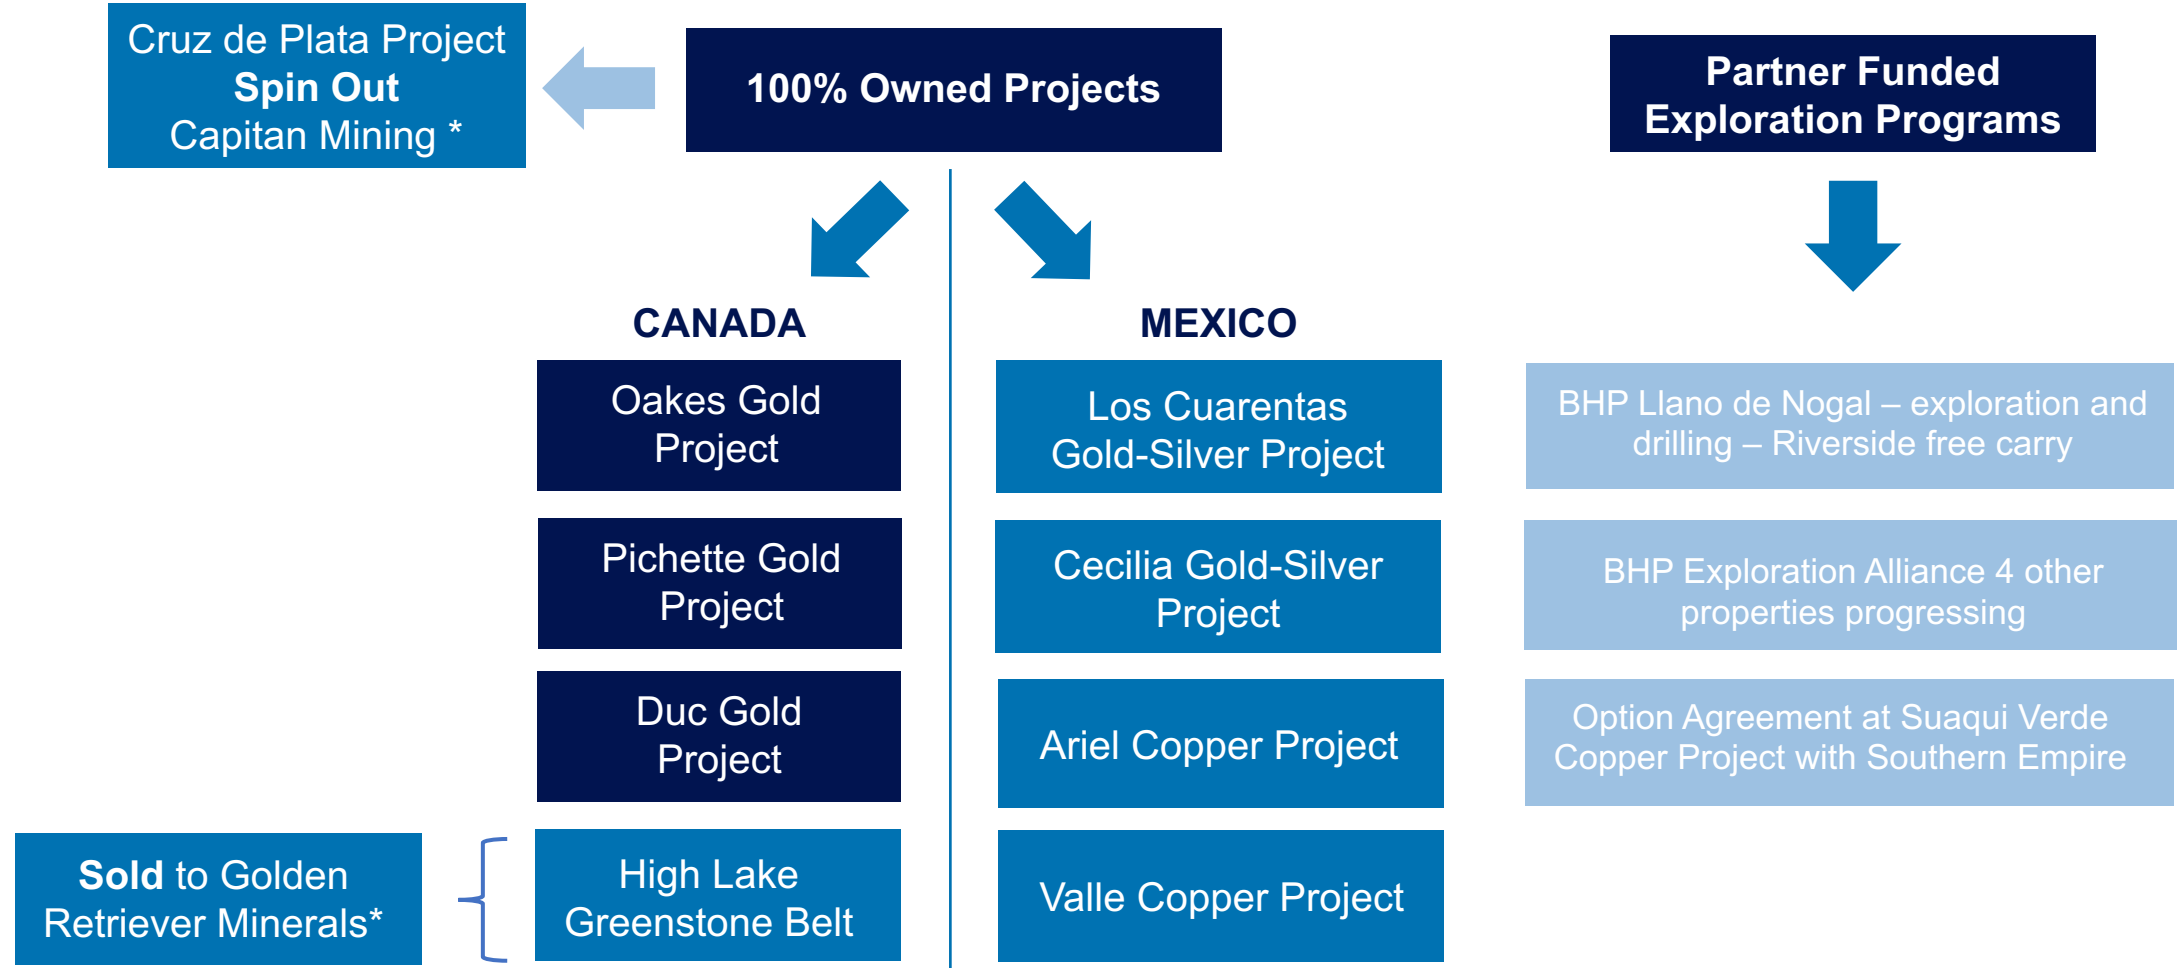 Cruz de Plata Project
Spin Out
Capitan Mining *
100% Owned Projects
Partner Funded
Exploration Programs
CANADA
Oakes Gold
Project
Pichette Gold
Project
Duc Gold
Project
High Lake
Greenstone Belt
Sold to Golden
Retriever Minerals*
MEXICO
Los Cuarentas
Gold-Silver Project
Cecilia Gold-Silver
Project
Ariel Copper Project
Valle Copper Project
BHP Llano de Nogal – exploration and
drilling – Riverside free carry
BHP Exploration Alliance 4 other
properties progressing
Option Agreement at Suaqui Verde
Copper Project with Southern Empire